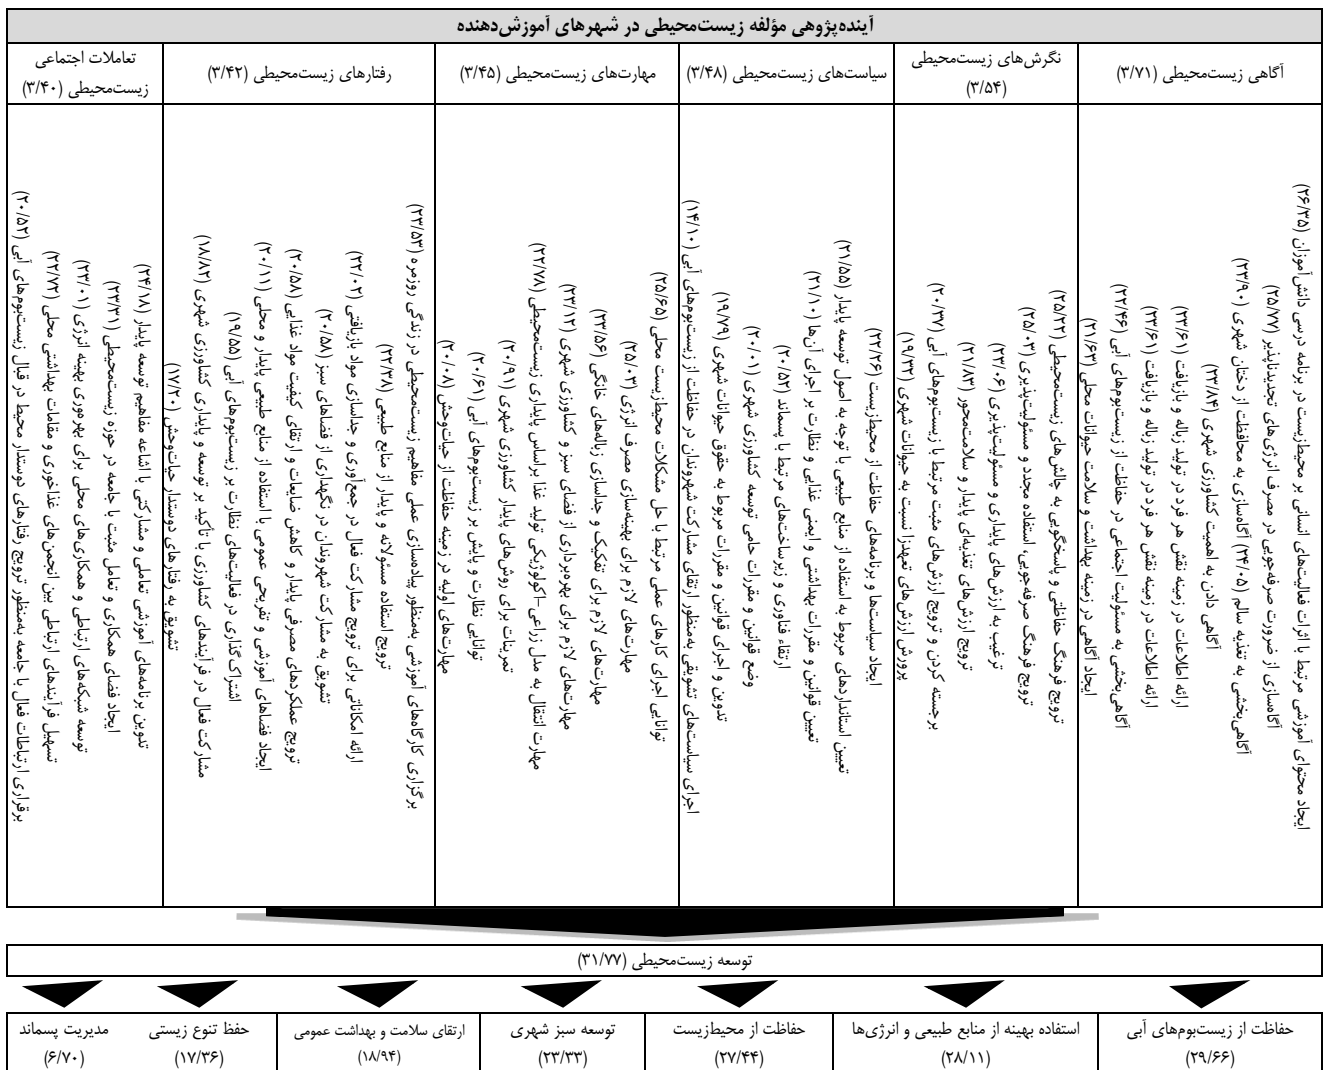 آینده‌پژوهی مؤلفه زیست‌محیطی در شهرهای آموزش‌دهنده
آگاهی زیست‌محیطی (۳/۷۱)
نگرش‌های زیست‌محیطی
(۳/۵۴)
سیاست‌های زیست‌محیطی (۳/۴۸)
مهارت‌های زیست‌محیطی (۳/۴۵)
رفتارهای زیست‌محیطی (۳/۴۲)
تعاملات اجتماعی
زیست‌محیطی (۳/۴۰)
ایجاد محتوای آموزشی مرتبط با اثرات فعالیت‌های انسانی بر محیط‌زیست در برنامه درسی دانش‌آموزان (۲۶/۳۵)
آگاه‌سازی از ضرورت صرفه‌جویی در مصرف انرژی‌های تجدیدناپذیر (۲۵/۷۷)
آگاهی‌بخشی به تغذیه سالم (۲۴/۰۵) آگاه‌سازی به محافظت از دختان شهری (۲۳/۹۰)
آگاهی دادن به اهمیت کشاورزی شهری (۲۳/۸۴)
ارائه اطلاعات در زمینه نقش هر فرد در تولید زباله و بازیافت (۲۳/۶۱)
ارائه اطلاعات در زمینه نقش هر فرد در تولید زباله و بازیافت (۲۳/۶۱)
آگاهی‌بخشی به مسئولیت اجتماعی در حفاظت از زیست‌بوم‌های آبی (۲۲/۴۶)
ایجاد آگاهی در زمینه بهداشت و سلامت حیوانات محلی (۲۱/۶۳)
ترویج فرهنگ حفاظتی و پاسخگویی به چالش‌های زیست‌محیطی (۲۵/۲۲)
ترویج فرهنگ صرفه‌جویی، استفاده مجدد و مسئولیت‌پذیری (۲۵/۰۲)
ترغیب به ارزش‌های پایداری و مسئولیت‌پذیری (۲۳/۰۶)
ترویج ارزش‌های تغذیه‌ای پایدار و سلامت‌محور (۲۱/۸۳)
برجسته کردن و ترویج ارزش‌های مثبت مرتبط با زیست‌بوم‌های آبی (۲۰/۳۷)
پرورش ارزش‌های تعهدزا نسبت به حیوانات شهری (۱۹/۳۲)
ایجاد سیاست‌ها و برنامه‌های حفاظت از محیط‌زیست (۲۲/۲۶)
تعیین استانداردهای مربوط به استفاده از منابع طبیعی با توجه به اصول توسعه پایدار (۲۱/۵۵)
تعیین قوانین و مقررات بهداشتی و ایمنی غذایی و نظارت بر اجرای آن‌ها (۲۱/۱۰)
ارتقاء فناوری و زیرساخت‌های مرتبط با پسماند (۲۰/۵۲)
وضع قوانین و مقررات حامی توسعه کشاورزی شهری (۲۰/۰۱)
تدوین و اجرای قوانین و مقررات مربوط به حقوق حیوانات شهری (۱۹/۷۹)
اجرای سیاست‌های تشویقی به‌منظور ارتقای مشارکت شهروندان در حفاظت از زیست‌بوم‌های آبی (۱۴/۱۰)
توانایی اجرای کارهای عملی مرتبط با حل مشکلات محیط‌زیست محلی (۲۵/۶۵)
مهارت‌های لازم برای بهینه‌سازی مصرف انرژی (۲۵/۰۳)
مهارت‌های لازم برای تفکیک و جداسازی زباله‌های خانگی (۲۳/۵۶)
مهارت‌های لازم برای بهره‌برداری از فضای سبز و کشاورزی شهری (۲۳/۱۲)
مهارت انتقال به مدل زراعی-اکولوژیکی تولید غذا براساس پایداری زیست‌محیطی (۲۲/۷۸)
تمرینات برای روش‌های پایدار کشاورزی شهری (۲۰/۹۱)
توانایی نظارت و پایش بر زیست‌بوم‌های آبی (۲۰/۶۱)
مهارت‌های اولیه در زمینه حفاظت از حیات‌وحش (۲۰/۰۸)
برگزاری کارگاه‌های آموزشی به‌منظور پیاده‌سازی عملی مفاهیم زیست‌محیطی در زندگی روزمره (۲۳/۵۳)
ترویج استفاده مسئولانه و پایدار از منابع طبیعی (۲۲/۳۸)
ارائه امکاناتی برای ترویج مشارکت فعال در جمع‌آوری و جداسازی مواد بازیافتی (۲۲/۰۲)
تشویق به مشارکت شهروندان در نگهداری از فضاهای سبز (۲۰/۵۸)
ترویج عملکردهای مصرفی پایدار و کاهش ضایعات و ارتقای کیفیت مواد غذایی (۲۰/۵۸)
ایجاد فضاهای آموزشی و تفریحی عمومی با استفاده از منابع طبیعی پایدار و محلی (۲۰/۱۱)
اشتراک‌گذاری در فعالیت‌های نظارت بر زیست‌بوم‌های آبی (۱۹/۵۵)
مشارکت فعال در فرآیندهای کشاورزی با تأکید بر توسعه و پایداری کشاورزی شهری (۱۸/۸۲)
تشویق به رفتارهای دوستدار حیات‌وحش (۱۷/۲۰)
تدوین برنامه‌های آموزشی تعاملی و مشارکتی با اشاعه مفاهیم توسعه پایدار (۲۴/۱۸)
ایجاد فضای همکاری و تعامل مثبت با جامعه در حوزه زیست‌محیطی (۲۳/۳۱)
توسعه شبکه‌های ارتباطی و همکاری‌های محلی برای بهره‌وری بهینه انرژی (۲۳/۰۱)
تسهیل فرآیندهای ارتباطی بین انجمن‌های غذاخوری و مقامات بهداشتی محلی (۲۲/۷۲)
برقراری ارتباطات فعال با جامعه به‌منظور ترویج رفتارهای دوستدار محیط در قبال زیست‌بوم‌های آبی (۲۰/۵۲)
توسعه زیست‌محیطی (۳۱/۷۷)
حفاظت از زیست‌بوم‌های آبی
(۲۹/۶۶)
استفاده بهینه از منابع طبیعی و انرژی‌ها
(۲۸/۱۱)
حفاظت از محیط‌زیست
(۲۷/۴۴)
توسعه سبز شهری
(۲۳/۳۳)
ارتقای سلامت و بهداشت عمومی
(۱۸/۹۴)
حفظ تنوع زیستی
(۱۷/۳۶)
مدیریت پسماند
(۶/۷۰)